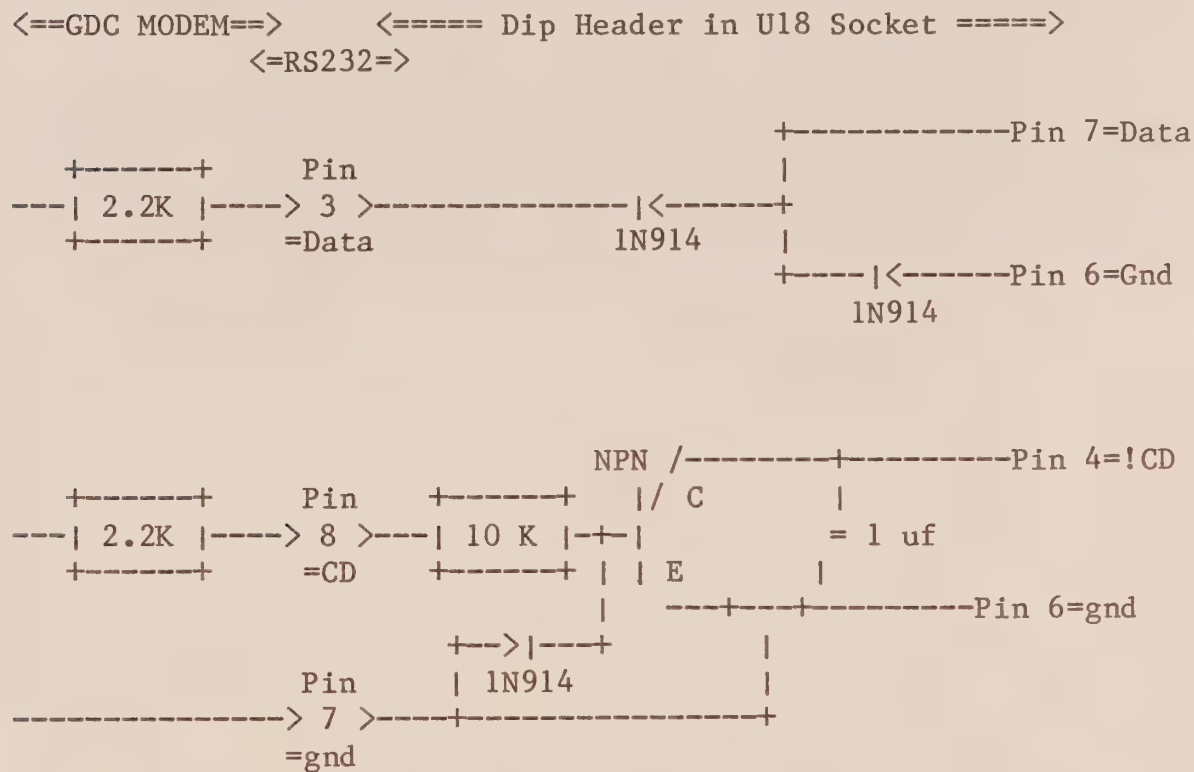 <==GDC MODEM==>     <===== Dip Header in U18 Socket =====>
             <=RS232=>
                                          +------------Pin 7=Data
   +-------+     Pin                      |
---| 2.2K  |----> 3 >--------------|<-----+
   +-------+    =Data             1N914   |
                                          +----|<------Pin 6=Gnd
                                              1N914
                                NPN /--------+---------Pin 4=!CD
   +-------+     Pin    +-------+   |/ C     |
---| 2.2K  |----> 8 >---| 10 K  |-+-|        = 1 uf
   +-------+     =CD    +-------+ | | E     |
                                  |   ---+---+---------Pin 6=gnd
                         +-->|---+        |
                 Pin     | 1N914          |
---------------> 7 >----+----------------+
                =gnd